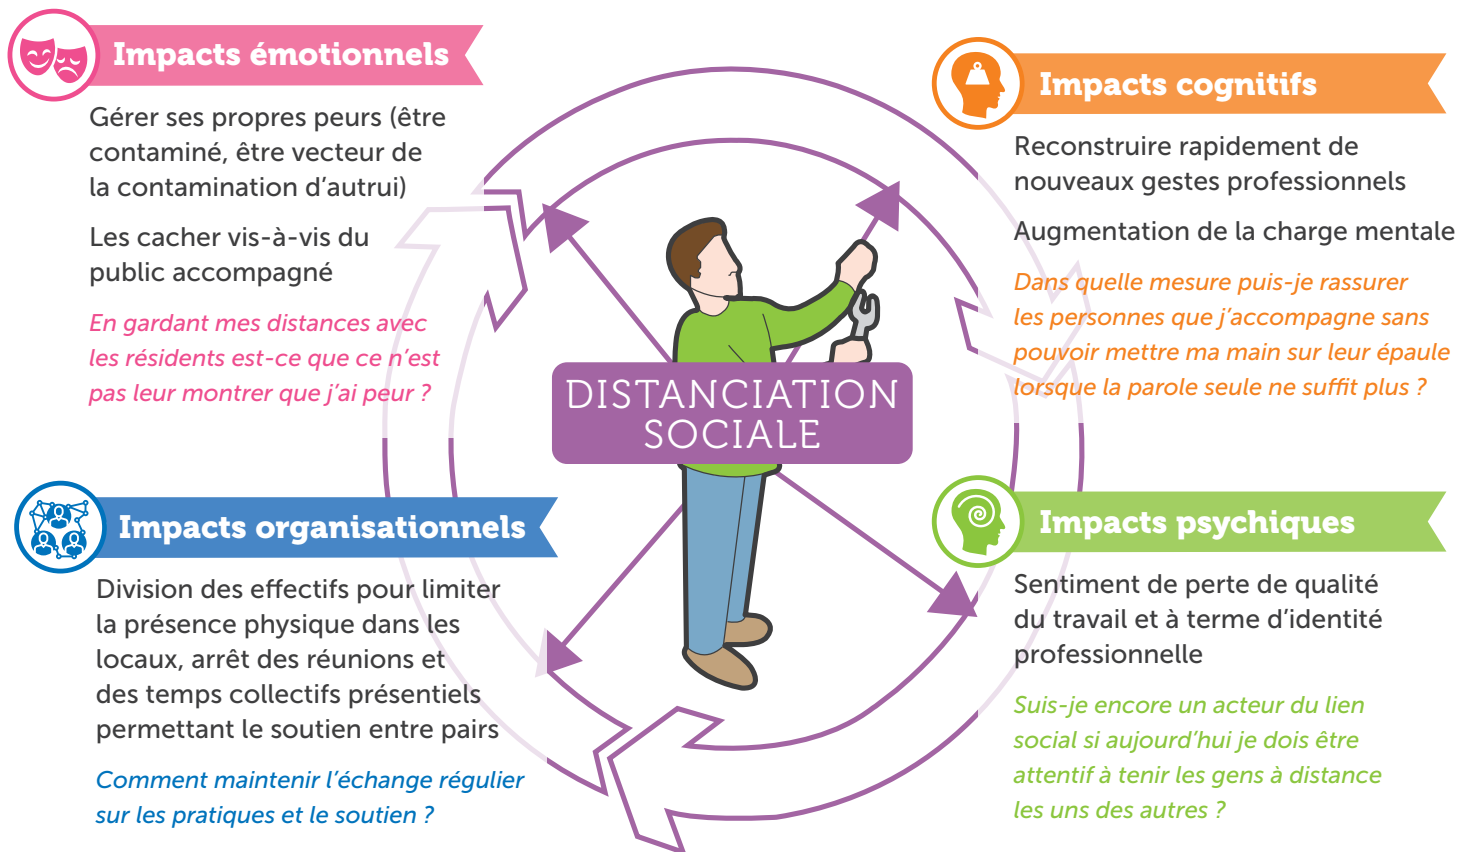 Impacts émotionnels
Gérer ses propres peurs (être
contaminé, être vecteur de
la contamination d'autrui)
Les cacher vis-à-vis du
public accompagné
En gardant mes distances avec
les résidents est-ce que ce n'est
pas leur montrer que j'ai peur ?
Impacts cognitifs
Reconstruire rapidement de
nouveaux gestes professionnels
Augmentation de la charge mentale
Dans quelle mesure puis-je rassurer
les personnes que j'accompagne sans
pouvoir mettre ma main sur leur épaule
lorsque la parole seule ne suffit plus ?
DISTANCIATION
SOCIALE
Impacts organisationnels
Division des effectifs pour limiter
la présence physique dans les
locaux, arrêt des réunions et
des temps collectifs présentiels
permettant le soutien entre pairs
Comment maintenir l'échange régulier
sur les pratiques et le soutien ?
Impacts psychiques
Sentiment de perte de qualité
du travail et à terme d'identité
professionnelle
Suis-je encore un acteur du lien
social si aujourd'hui je dois être
attentif à tenir les gens à distance
les uns des autres ?